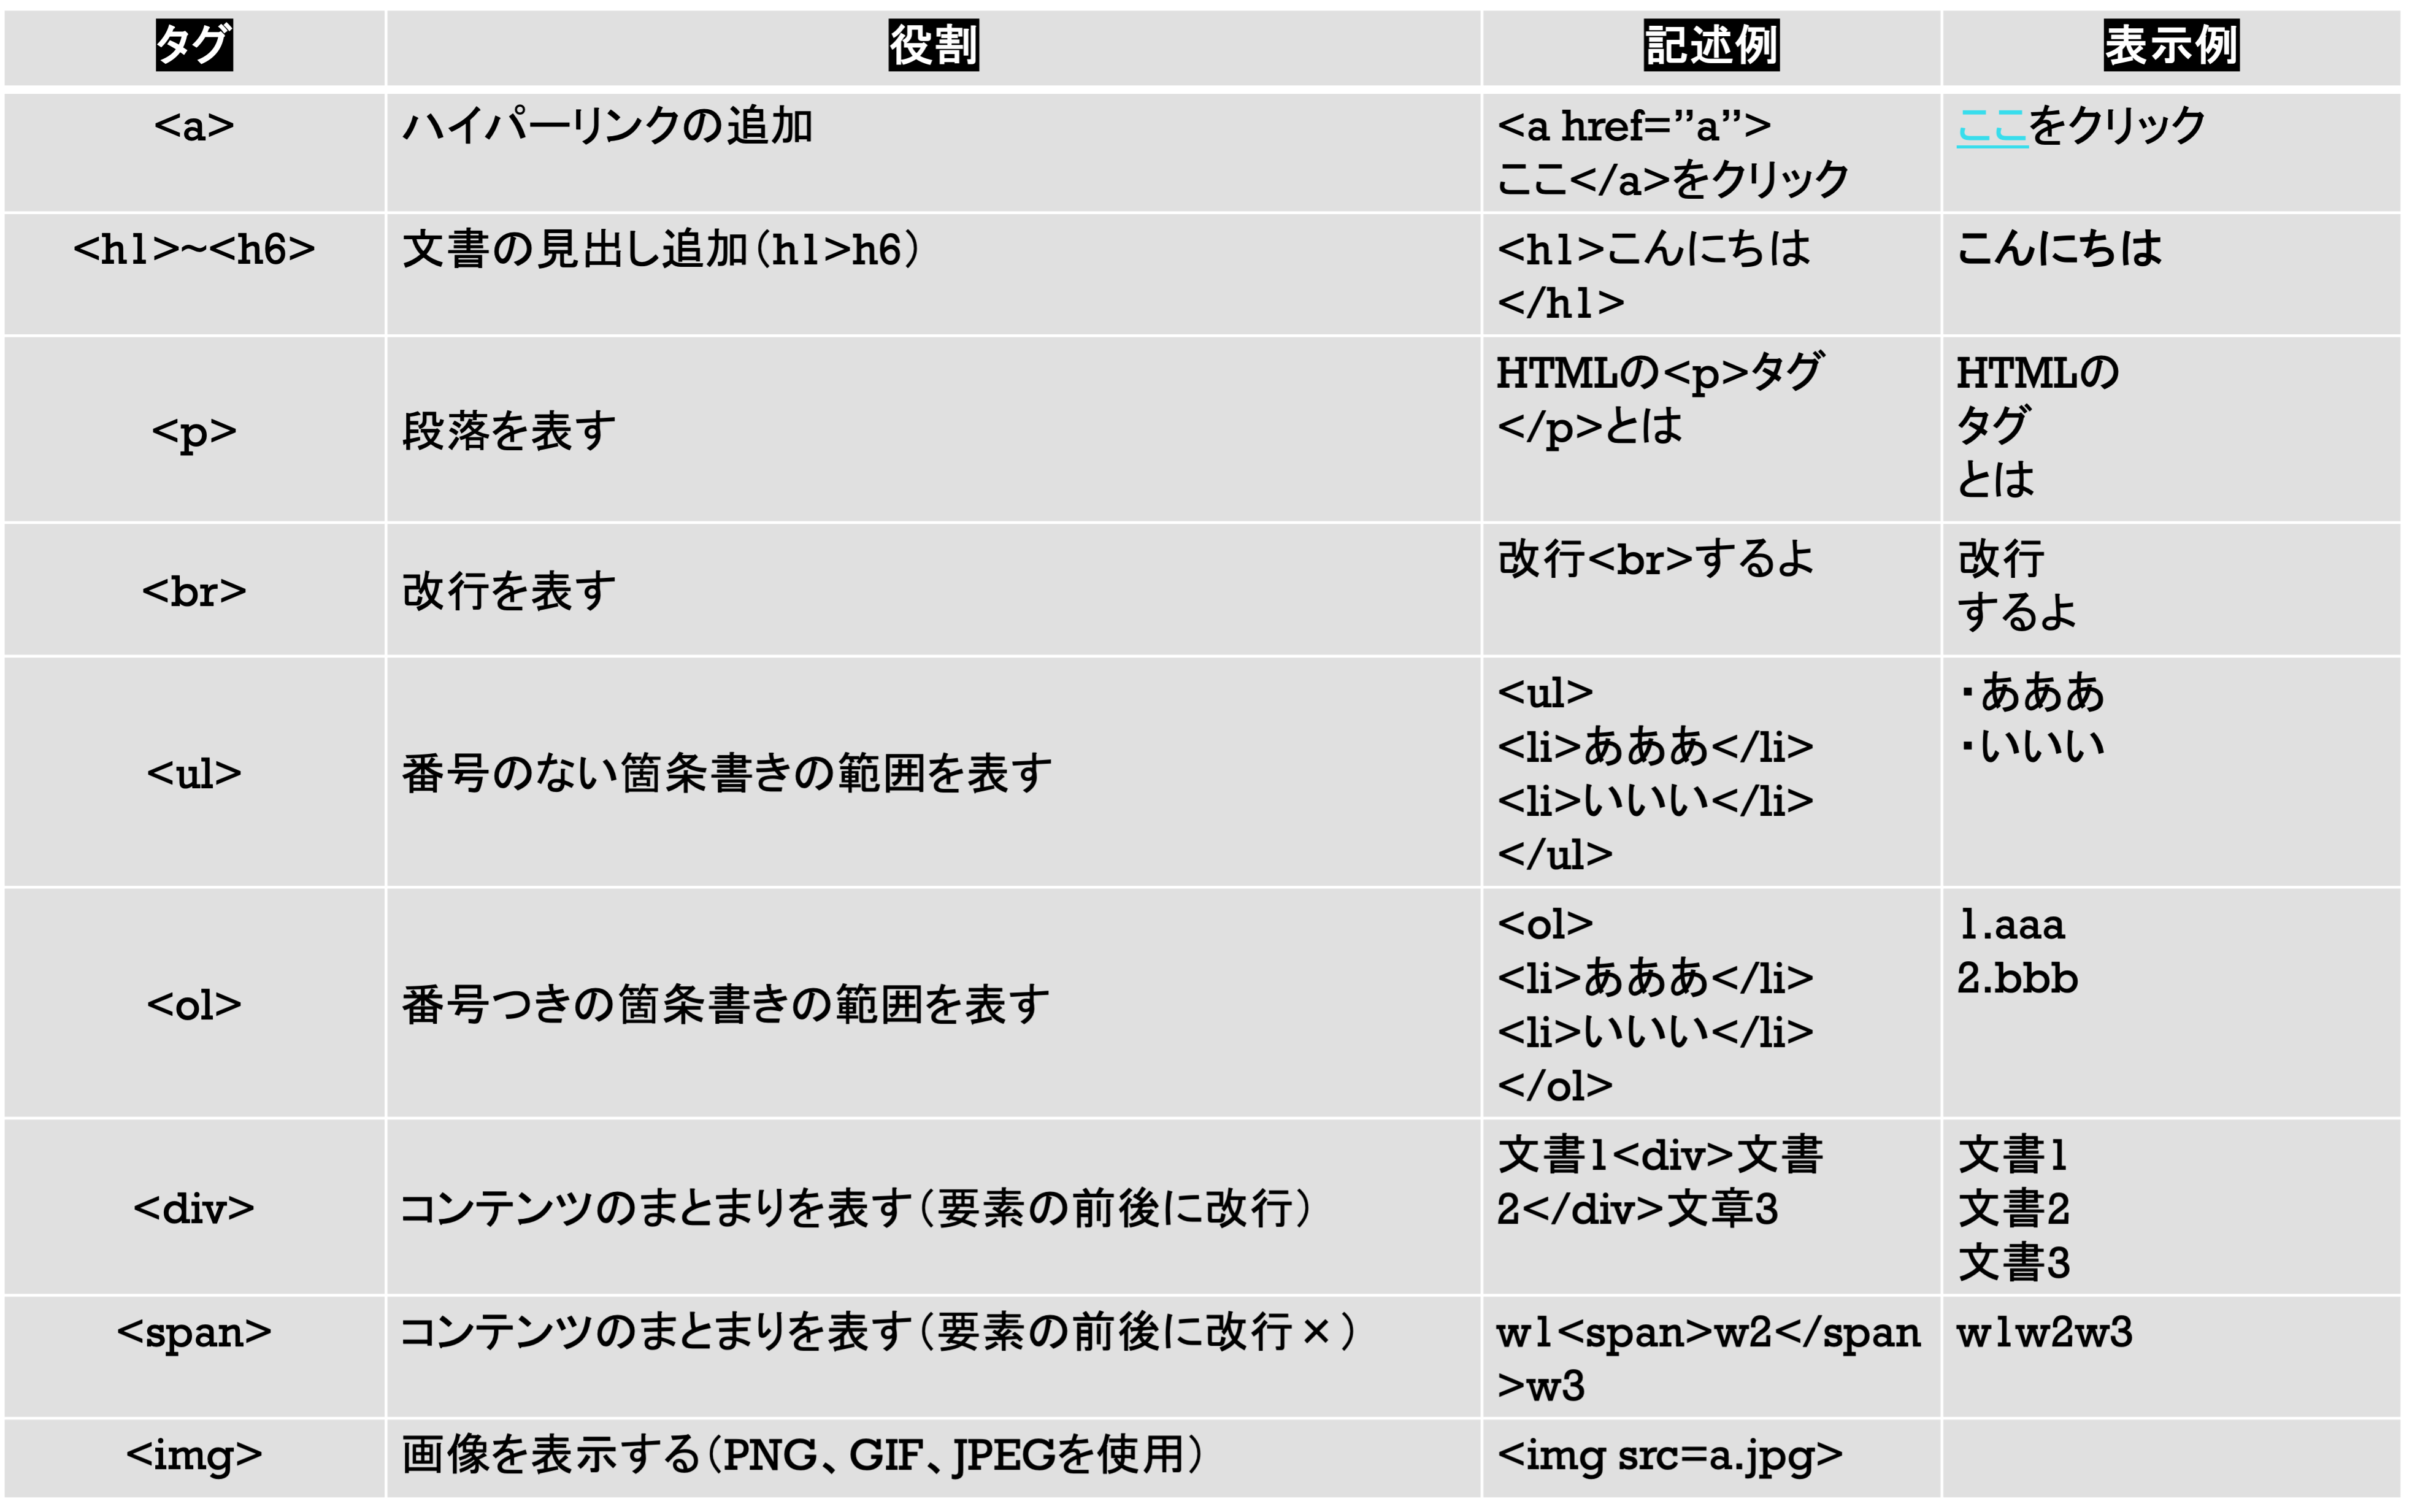 タグ 役割 記述例 表示例
<a> ハイパーリンクの追加 <a href=”a”> ここをクリック
ここ</a>をクリック
<h1>~<h6> 文書の見出し追加（h1>h6） <h1>こんにちは こんにちは
</h1>
<p> 段落を表す
HTMLの<p>タグ
</p>とは
HTMLの
タグ
とは
<br> 改行を表す
改行<br>するよ
改行
するよ
<ul> 番号のない箇条書きの範囲を表す
<ul>
<li>あああ</li>
<li>いいい</li>
</ul>
・あああ
・いいい
<ol> 番号つきの箇条書きの範囲を表す
<ol>
<li>あああ</li>
<li>いいい</li>
</ol>
1.aaa
2.bbb
<div> コンテンツのまとまりを表す（要素の前後に改行）
文書1<div>文書
2</div>文章3
文書1
文書2
文書3
<span> コンテンツのまとまりを表す（要素の前後に改行×） w1<span>w2</span w1w2w3
>w3
<img> 画像を表示する（PNG、GIF、JPEGを使用） <img src=a.jpg>